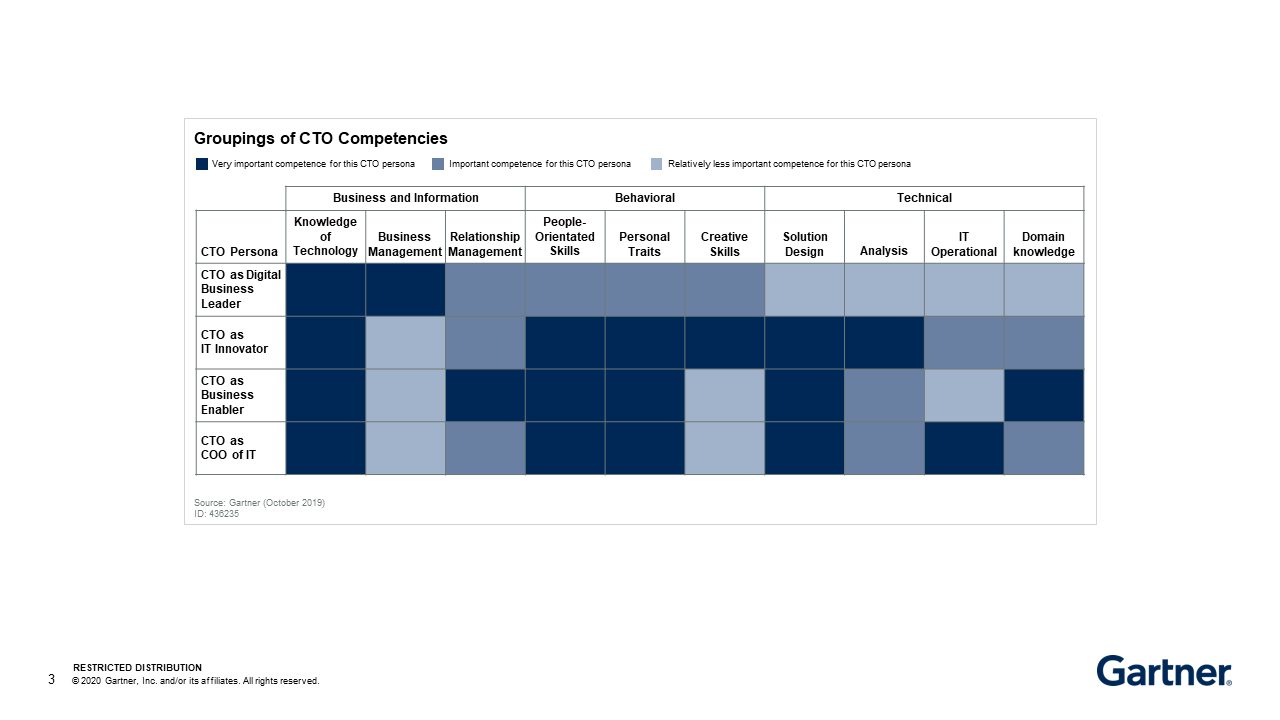 Groupings of CTO Competencies
Very important competence for this CTO persona
Important competence for this CTO persona
Relatively less important competence for this CTO persona
Business and Information
Behavioral
Technical
CTO Persona
Knowledge
of
Technology
Business
Management
Relationship
Management
People-
Orientated
Skills
Personal
Traits
Creative
Skills
Solution
Design
Analysis
IT
Operational
Domain
knowledge
CTO as Digital
Business
Leader
CTO as
IT Innovator
CTO as
Business
Enabler
CTO as
COO of IT
Source: Gartner (October 2019)
ID: 436235
RESTRICTED DISTRIBUTION
3 © 2020 Gartner, Inc. and/or its affiliates. All rights reserved.
Gartner®